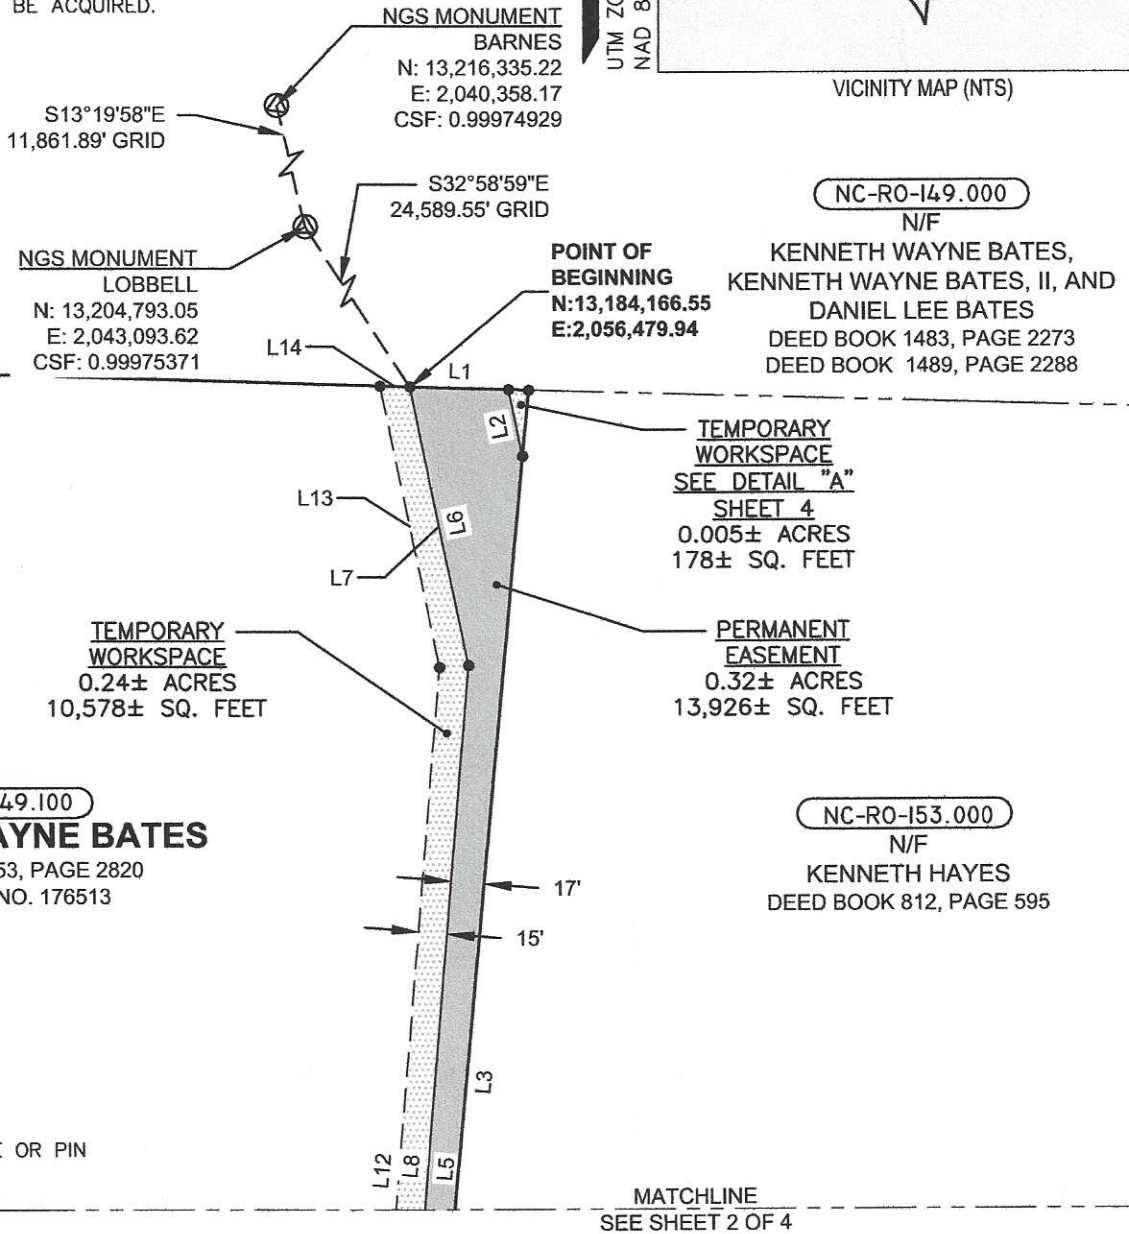 BE ACQUIRED.
NGS MONUMENT
BARNES
N: 13,216,335.22
E: 2,040,358.17
CSF: 0.99974929
UTM ZO
NAD 8
VICINITY MAP (NTS)
S13°19'58"E
11,861.89' GRID
S32°58'59"E
24,589.55' GRID
NGS MONUMENT
LOBBELL
N: 13,204,793.05
E: 2,043,093.62
CSF: 0.99975371
POINT OF
BEGINNING
N:13,184,166.55
E:2,056,479.94
NC-RO-149.000
N/F
KENNETH WAYNE BATES,
KENNETH WAYNE BATES, II, AND
DANIEL LEE BATES
DEED BOOK 1483, PAGE 2273
DEED BOOK 1489, PAGE 2288
L14
L1
L2
TEMPORARY
WORKSPACE
SEE DETAIL "A"
SHEET 4
0.005± ACRES
178± SQ. FEET
L13
L6
L7
TEMPORARY
WORKSPACE
0.24± ACRES
10,578± SQ. FEET
PERMANENT
EASEMENT
0.32± ACRES
13,926± SQ. FEET
49.100
AYNE BATES
53, PAGE 2820
NO. 176513
NC-RO-153.000
N/F
KENNETH HAYES
DEED BOOK 812, PAGE 595
17'
15'
L3
OR PIN
L12
L8
L5
MATCHLINE
SEE SHEET 2 OF 4